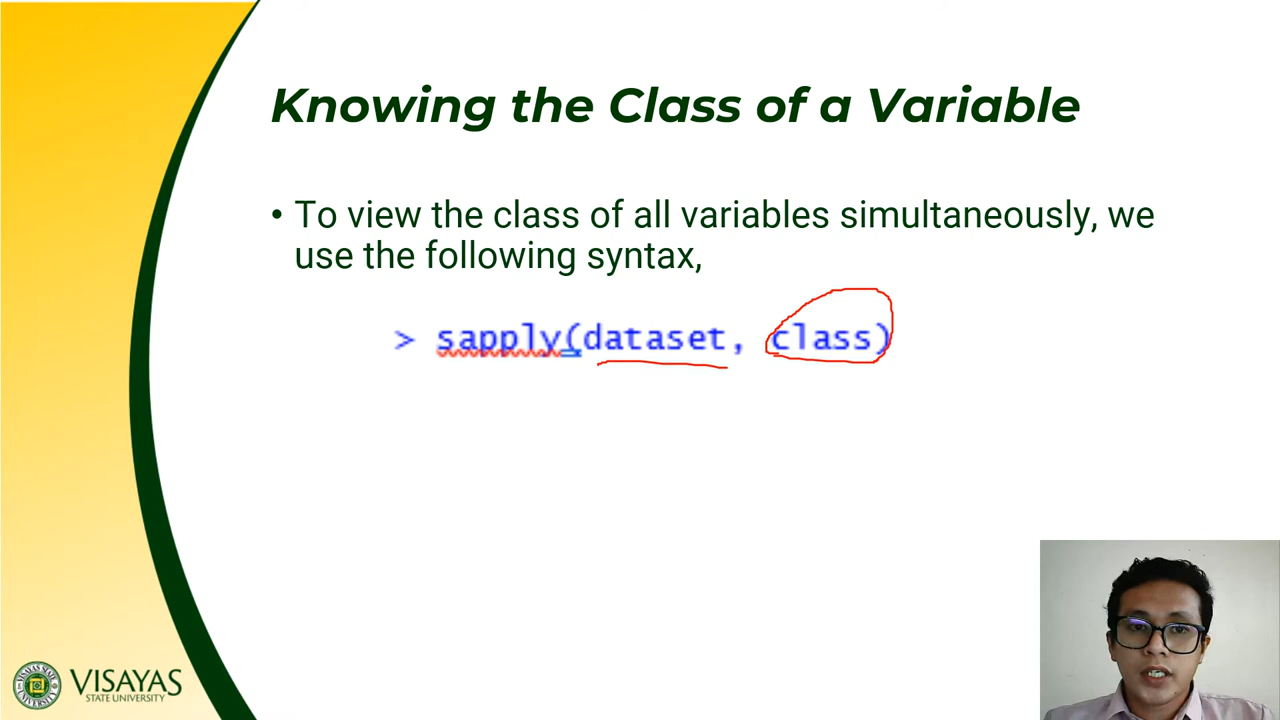 Knowing the Class of a Variable
• To view the class of all variables simultaneously, we
use the following syntax,
> sapply(dataset, class)
VISAYAS
STATE UNIVERSITY